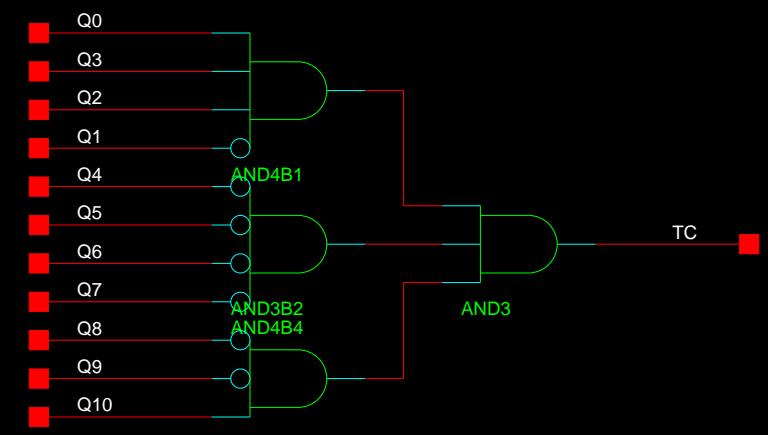 Q0
Q3
Q2
Q1
AND4B1
Q4
Q5
TC
Q6
Q7
AND3B2
AND3
AND4B4
Q8
Q9
Q10